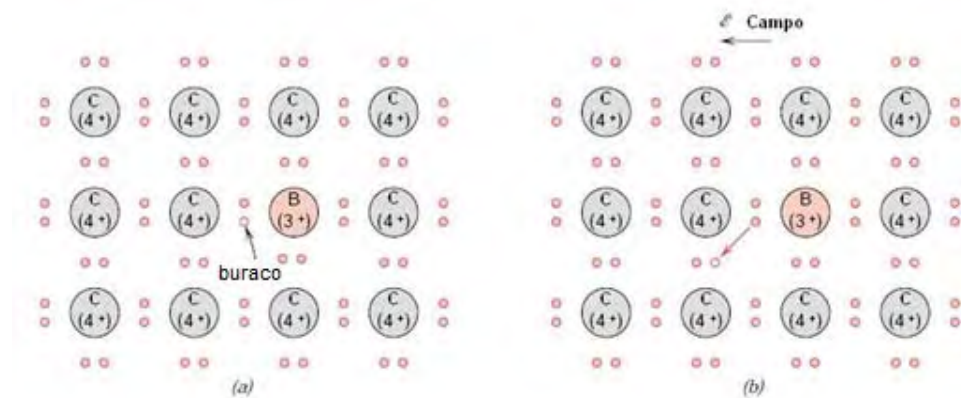 ℰ Campo
C C C C
(4+) (4+) (4+) (4+)
C C B C
(4+) (4+) (3+) (4+)
buraco
C C C C
(4+) (4+) (4+) (4+)
(a)
C C C C
(4+) (4+) (4+) (4+)
C C B C
(4+) (4+) (3+) (4+)
C C C C
(4+) (4+) (4+) (4+)
(b)